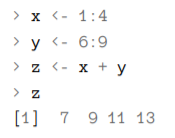 > x <- 1:4
> y <- 6:9
> z <- x + y
> z
[1]  7  9 11 13